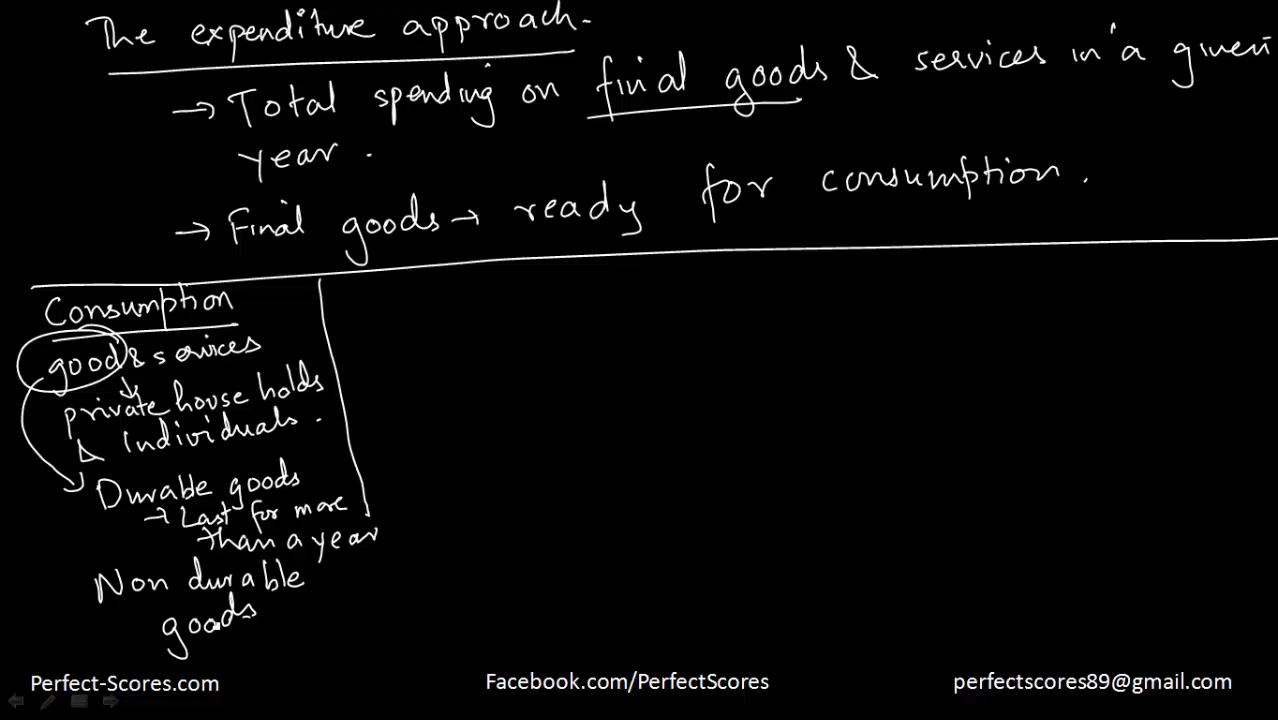 The expenditure approach.
→ Total spending on final goods & services in a given
year.
→ Final goods → ready for consumption.
Consumption
good & services
private house holds
& individuals.
Durable goods
→ Last for more
than a year
Non durable
goods
Perfect-Scores.com
Facebook.com/PerfectScores
perfectscores89@gmail.com